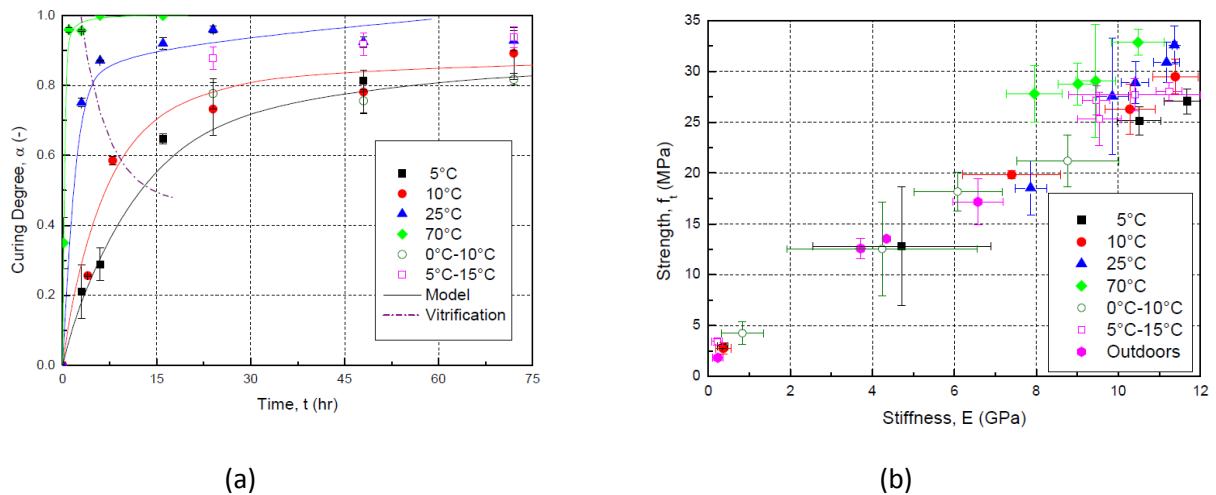 1.0
0.8
0.6
0.4
0.2
0.0
Curing Degree, α (-)
5°C
10°C
25°C
70°C
0°C-10°C
5°C-15°C
Model
Vitrification
0 15 30 45 60 75
Time, t (hr)
(a)
40
35
30
25
20
15
10
5
0
Strength, fₜ (MPa)
5°C
10°C
25°C
70°C
0°C-10°C
5°C-15°C
Outdoors
0 2 4 6 8 10 12
Stiffness, E (GPa)
(b)